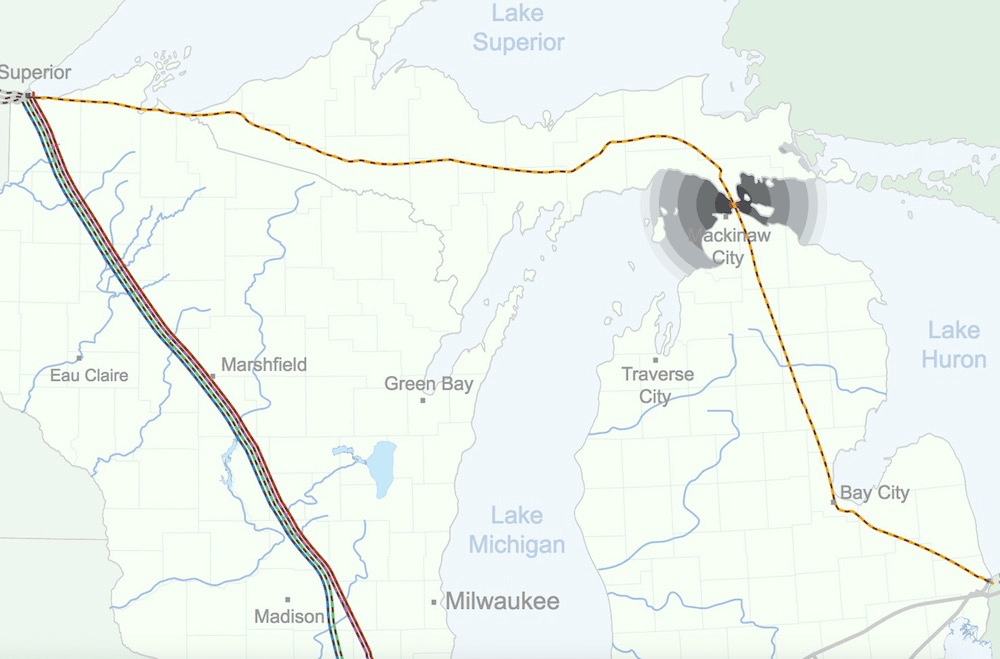 Lake
Superior
Superior
Mackinaw
City
Lake
Huron
Marshfield
Eau Claire
Green Bay
Traverse
City
Bay City
Lake
Michigan
Milwaukee
Madison